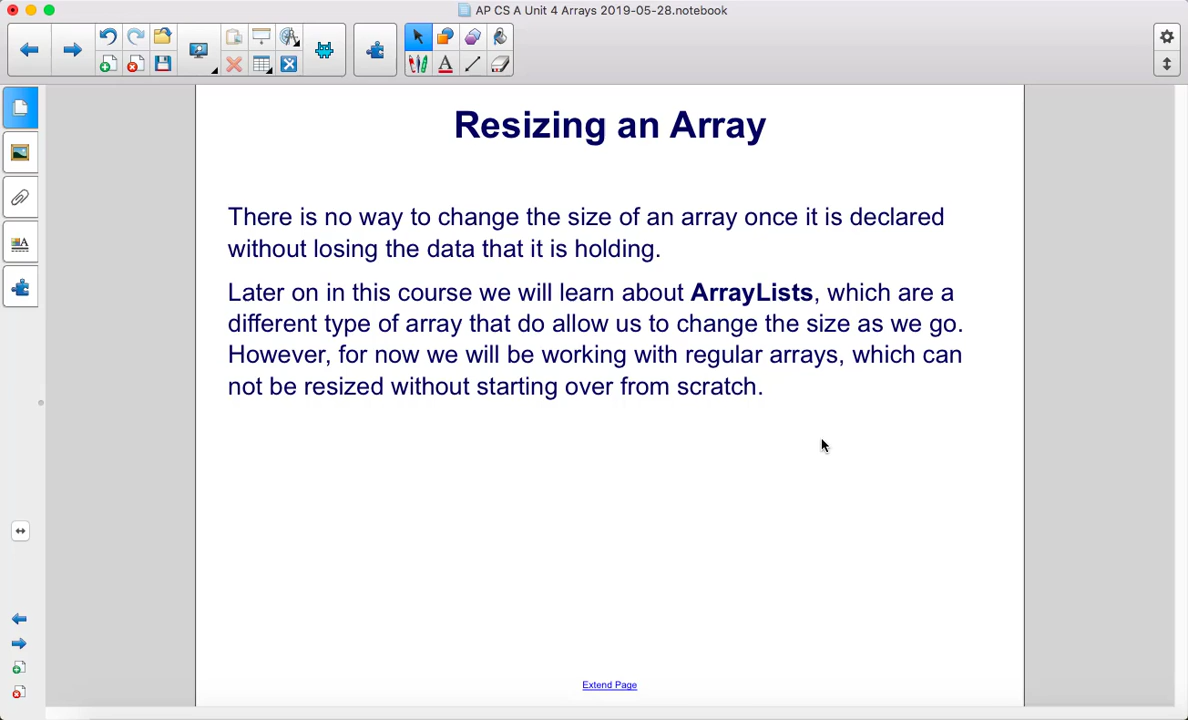 AP CS A Unit 4 Arrays 2019-05-28.notebook
Resizing an Array
There is no way to change the size of an array once it is declared
without losing the data that it is holding.
Later on in this course we will learn about ArrayLists, which are a
different type of array that do allow us to change the size as we go.
However, for now we will be working with regular arrays, which can
not be resized without starting over from scratch.
Extend Page